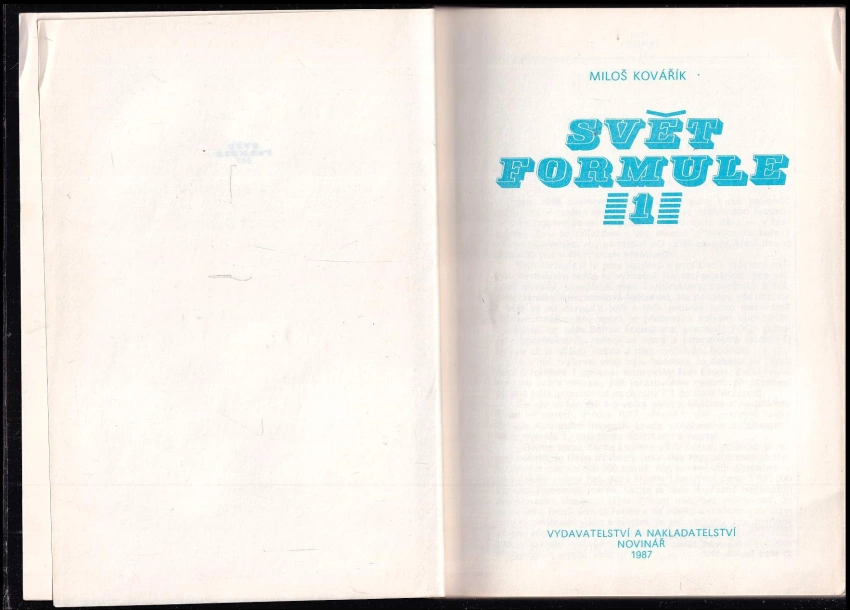 MILOŠ KOVÁŘÍK
SVĚT
FORMULE
1
VYDAVATELSTVÍ A NAKLADATELSTVÍ
NOVINÁŘ
1987